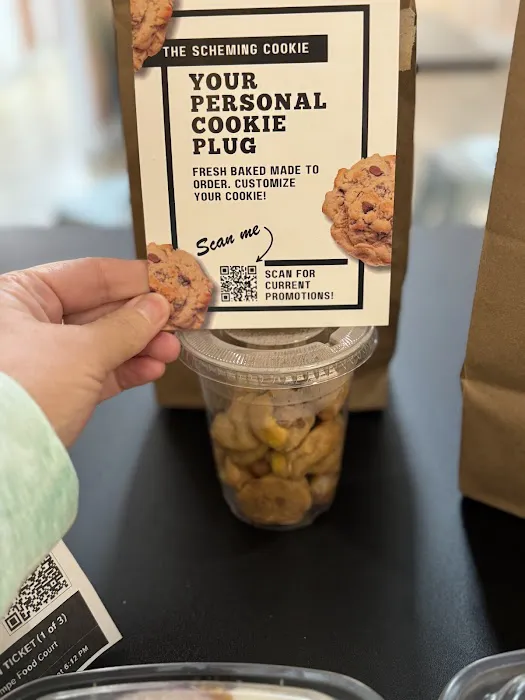 THE SCHEMING COOKIE
YOUR
PERSONAL
COOKIE
PLUG
FRESH BAKED MADE TO
ORDER. CUSTOMIZE
YOUR COOKIE!
Scan me
SCAN FOR
CURRENT
PROMOTIONS!
TICKET (1 of 3)
Food Court
6:12 PM